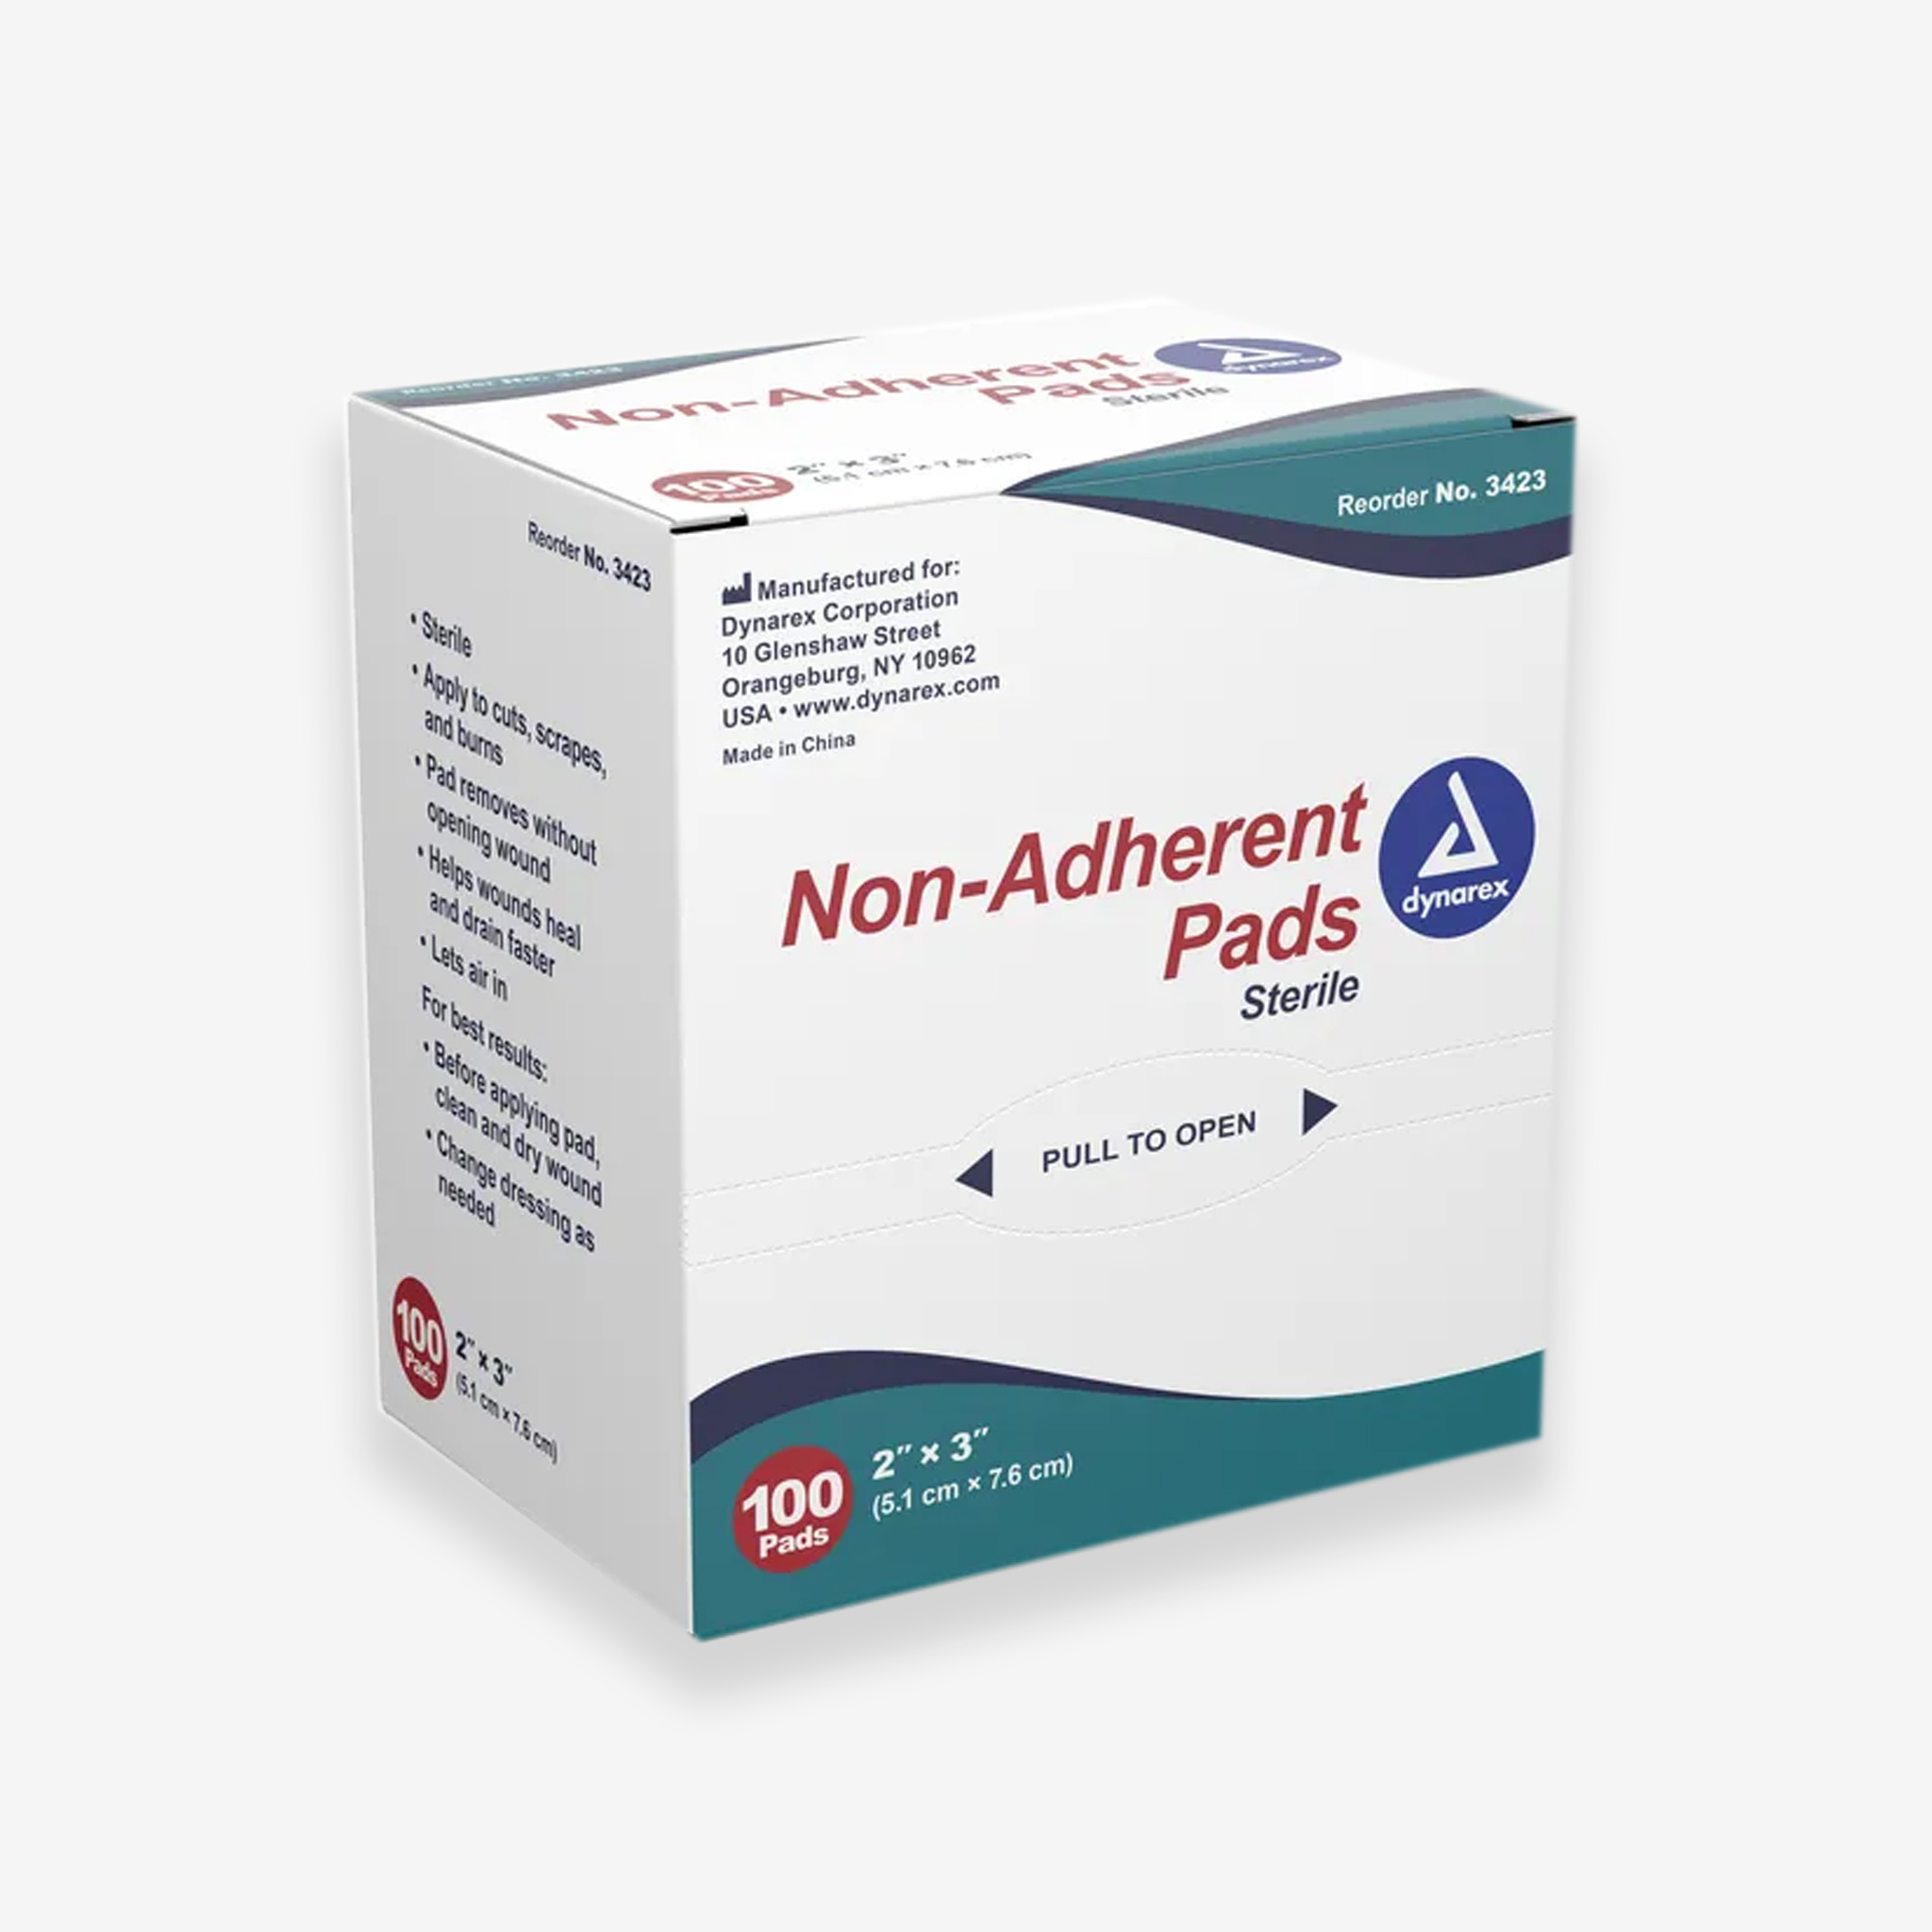 Reorder No. 3423
Non-Adherent
Pads
Sterile
dynarex
100
Pads
2" × 3"
(5.1 cm × 7.6 cm)
Reorder No. 3423
• Sterile
• Apply to cuts, scrapes,
and burns
• Pad removes without
opening wound
• Helps wounds heal
and drain faster
• Lets air in
For best results:
• Before applying pad,
clean and dry wound
• Change dressing as
needed
100
Pads
2" × 3"
(5.1 cm × 7.6 cm)
Reorder No. 3423
Manufactured for:
Dynarex Corporation
10 Glenshaw Street
Orangeburg, NY 10962
USA • www.dynarex.com
Made in China
Non-Adherent
Pads
Sterile
dynarex
PULL TO OPEN
100
Pads
2" × 3"
(5.1 cm × 7.6 cm)